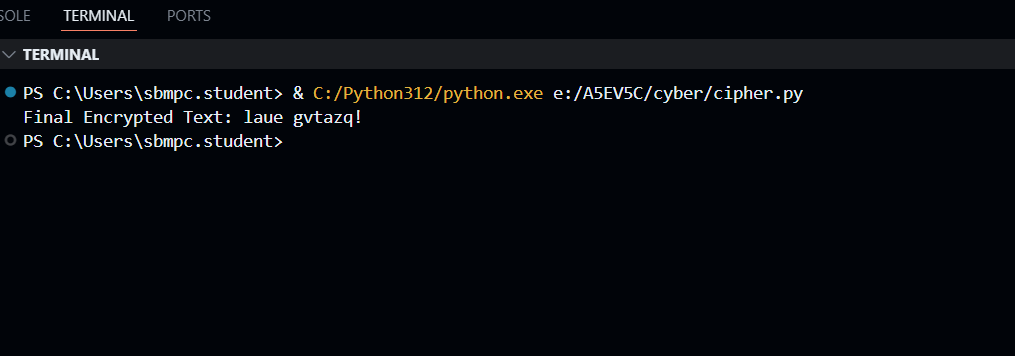 SOLE TERMINAL PORTS
TERMINAL
PS C:\Users\sbmpc.student> & C:/Python312/python.exe e:/A5EV5C/cyber/cipher.py
Final Encrypted Text: laue gvtazq!
PS C:\Users\sbmpc.student>